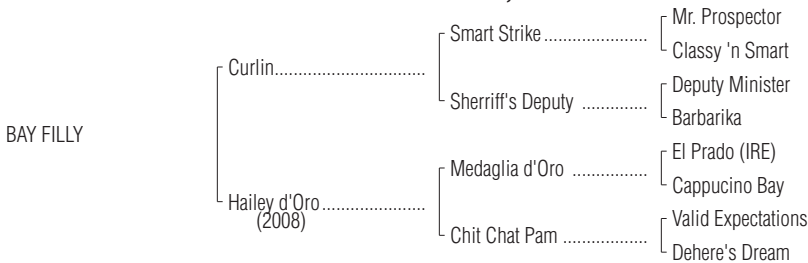 Mr. Prospector
Smart Strike......................
Classy 'n Smart
Curlin................................
Deputy Minister
Sherriff's Deputy ..............
Barbarika
BAY FILLY
El Prado (IRE)
Medaglia d'Oro ................
Cappucino Bay
Hailey d'Oro......................
(2008)
Valid Expectations
Chit Chat Pam ..................
Dehere's Dream